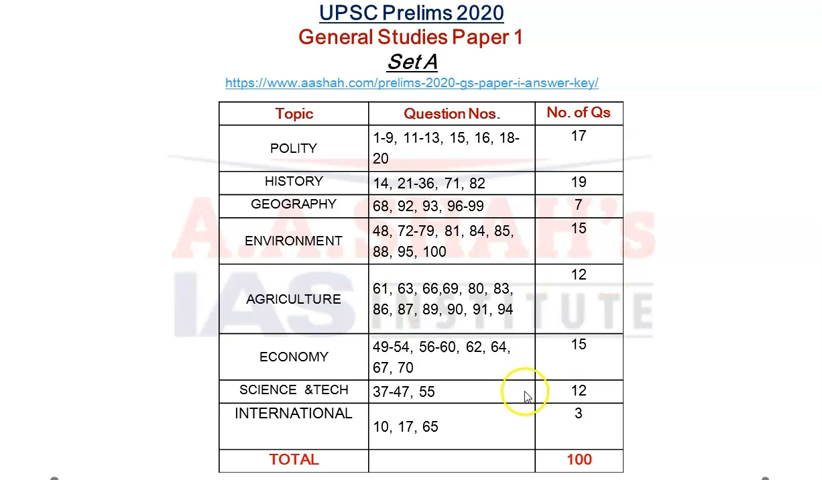 UPSC Prelims 2020
General Studies Paper 1
Set A
https://www.aashah.com/prelims-2020-gs-paper-i-answer-key/
Topic Question Nos. No. of Qs
POLITY 1-9, 11-13, 15, 16, 18- 17
20
HISTORY 14, 21-36, 71, 82 19
GEOGRAPHY 68, 92, 93, 96-99 7
ENVIRONMENT 48, 72-79, 81, 84, 85, 15
88, 95, 100
AGRICULTURE 61, 63, 66,69, 80, 83, 12
86, 87, 89, 90, 91, 94
ECONOMY 49-54, 56-60, 62, 64, 15
67, 70
SCIENCE &TECH 37-47, 55 12
INTERNATIONAL 10, 17, 65 3
TOTAL 100
A.A.SHAH's
IAS INSTITUTE